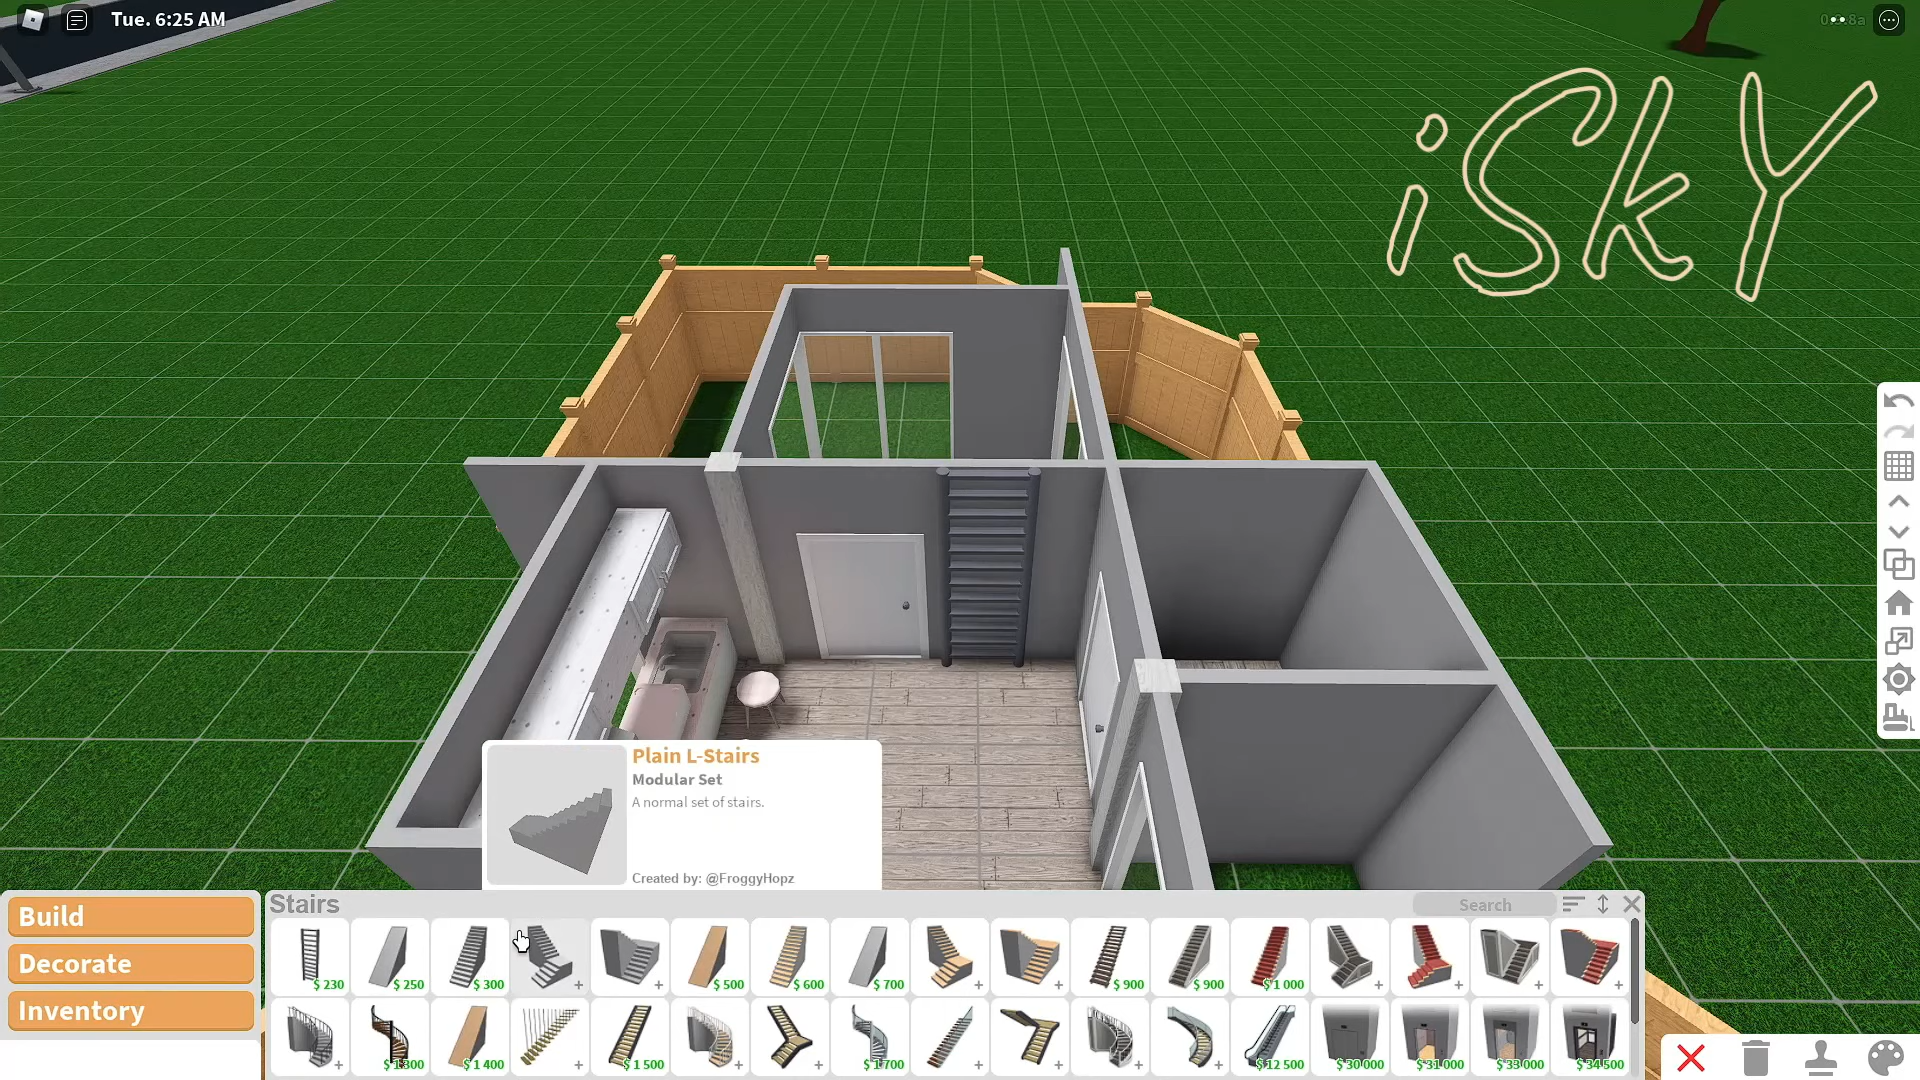 Tue. 6:25 AM
iSkY
Plain L-Stairs
Modular Set
A normal set of stairs.
Created by: @FroggyHopz
Build
Decorate
Inventory
Stairs
Search
$ 230
$ 250
$ 300
+
+
$ 500
$ 600
$ 700
+
+
$ 900
$ 900
$ 1 000
+
+
+
+
+
$ 1 300
$ 1 400
+
$ 1 500
+
+
$ 1 700
+
+
+
+
$ 12 500
$ 30 000
$ 31 000
$ 33 000
$ 34 500